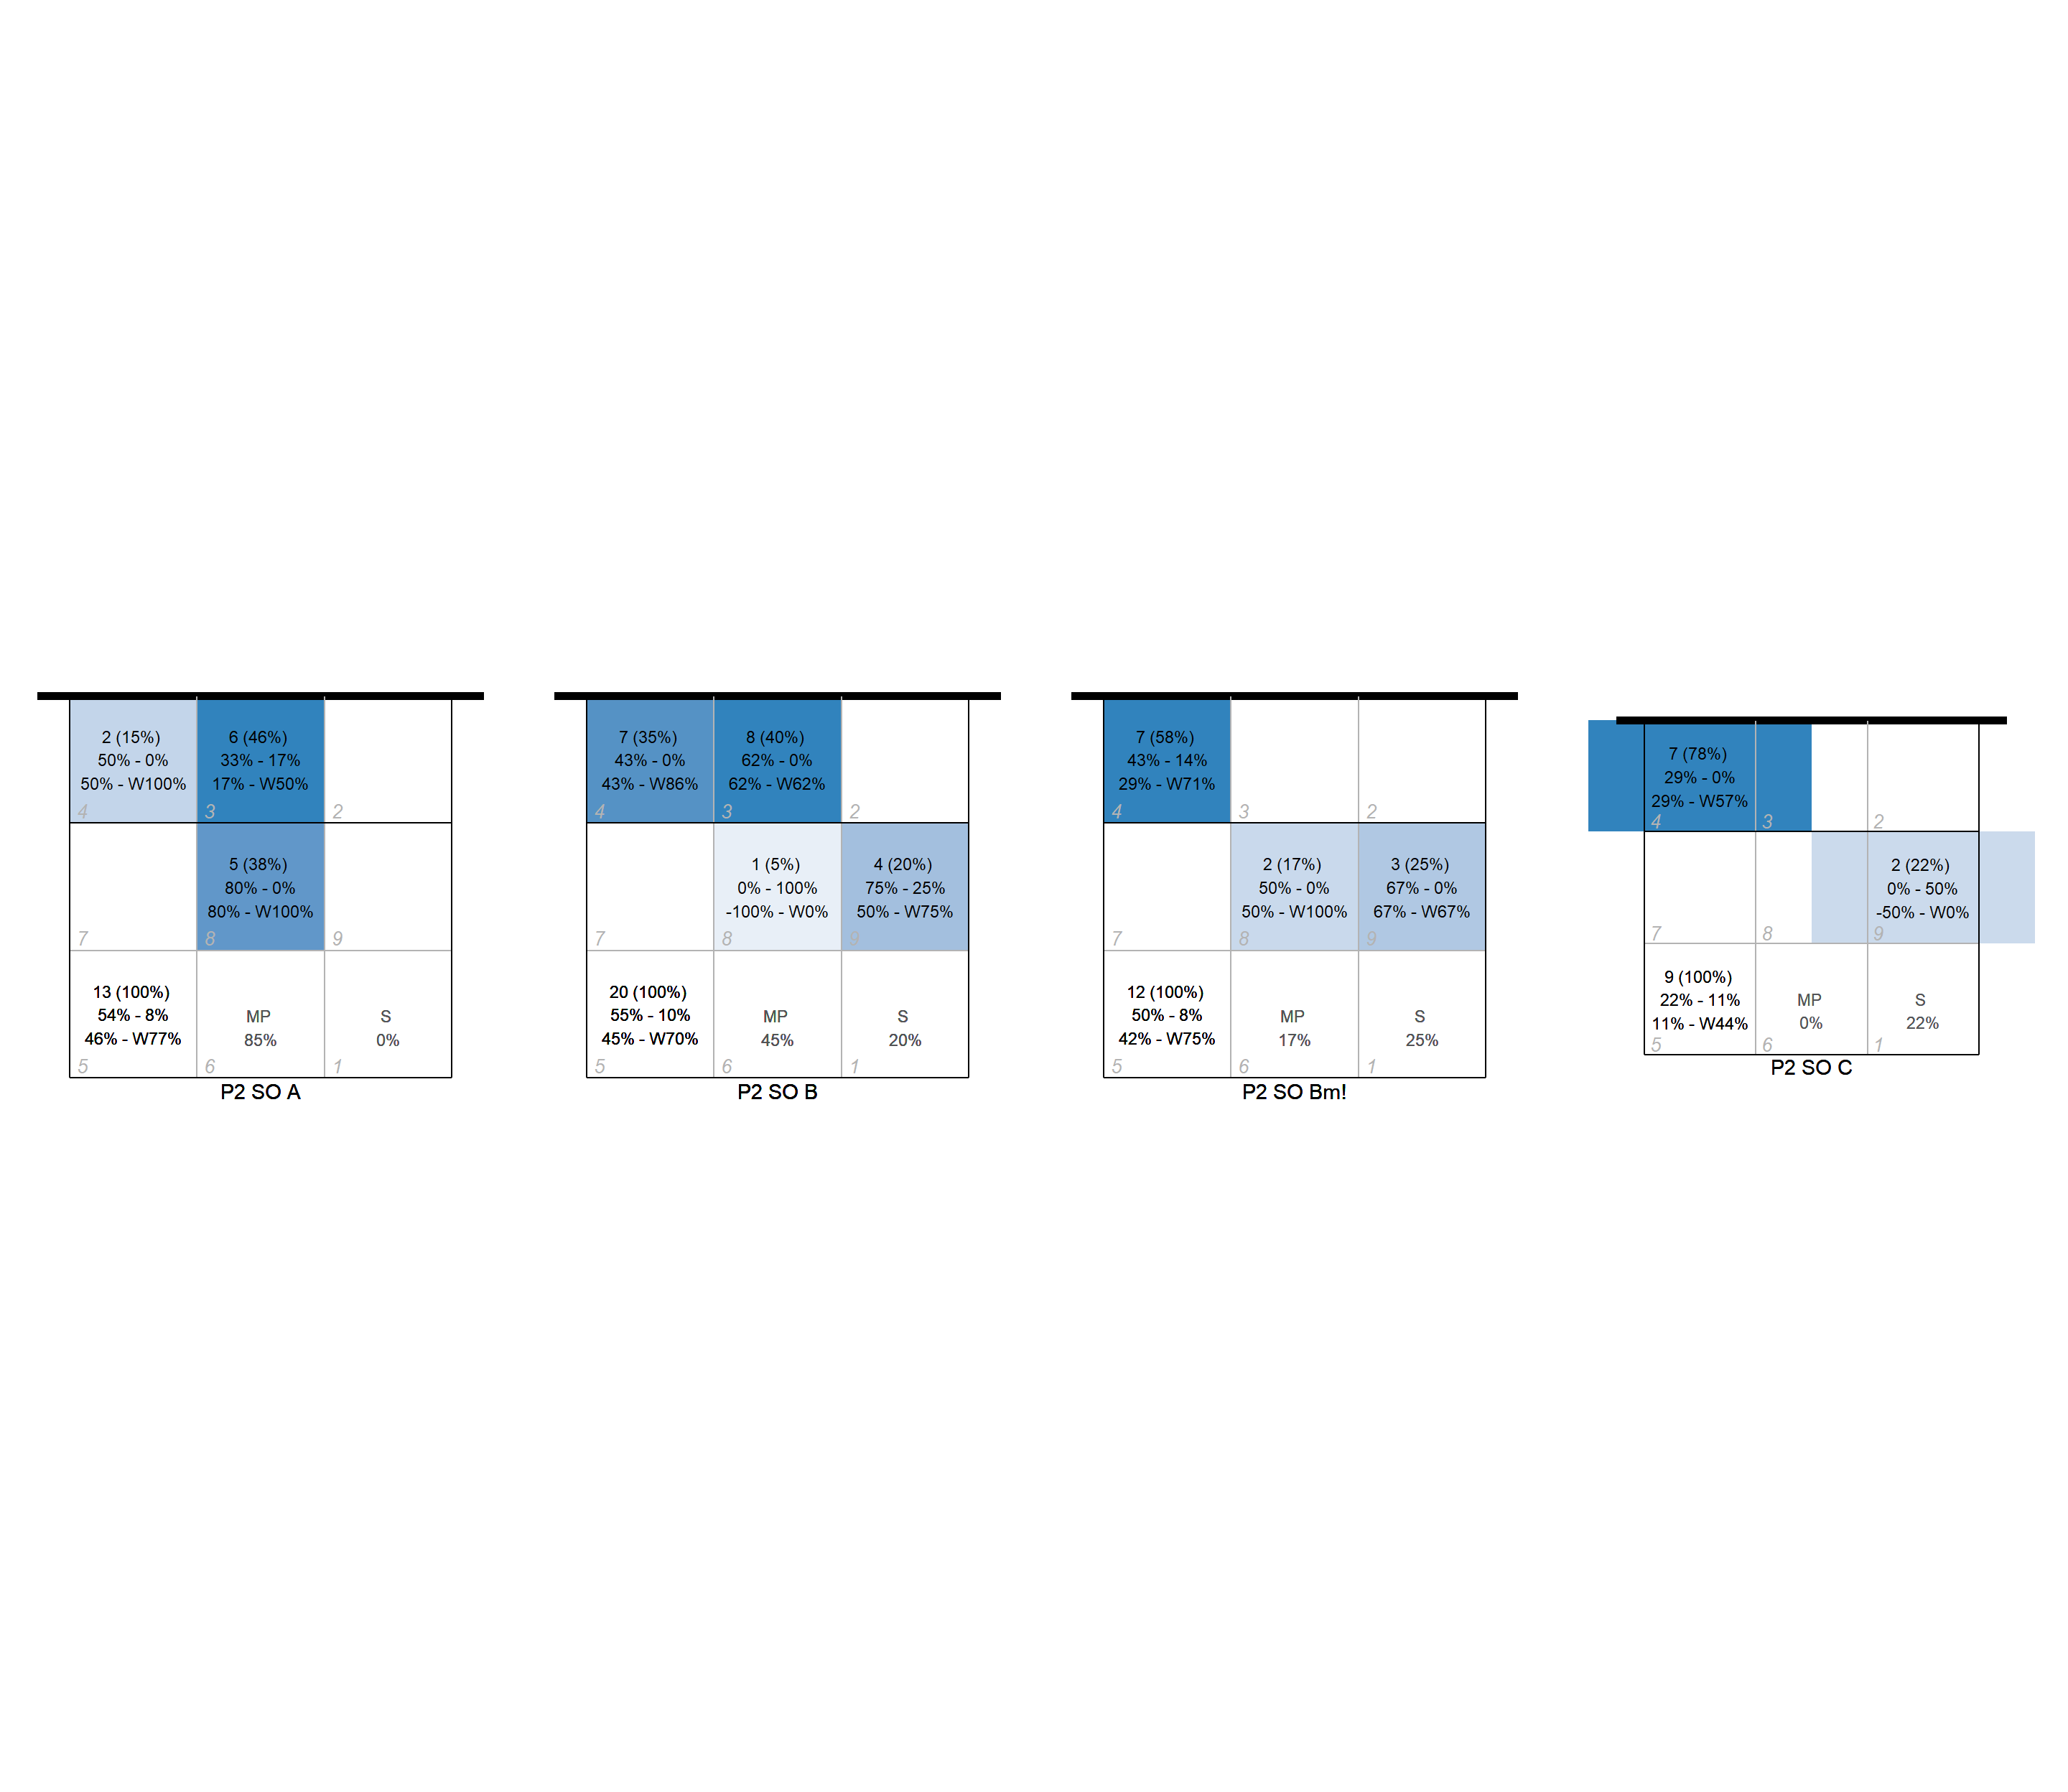 2 (15%)
50% - 0%
50% - W100%
4
6 (46%)
33% - 17%
17% - W50%
3
2
7
5 (38%)
80% - 0%
80% - W100%
8
9
13 (100%)
54% - 8%
46% - W77%
5
MP
85%
6
S
0%
1
P2 SO A
7 (35%)
43% - 0%
43% - W86%
4
8 (40%)
62% - 0%
62% - W62%
3
2
7
1 (5%)
0% - 100%
-100% - W0%
8
4 (20%)
75% - 25%
50% - W75%
9
20 (100%)
55% - 10%
45% - W70%
5
MP
45%
6
S
20%
1
P2 SO B
7 (58%)
43% - 14%
29% - W71%
4
3
2
7
2 (17%)
50% - 0%
50% - W100%
8
3 (25%)
67% - 0%
67% - W67%
9
12 (100%)
50% - 8%
42% - W75%
5
MP
17%
6
S
25%
1
P2 SO Bm!
7 (78%)
29% - 0%
29% - W57%
4
3
2
7
8
2 (22%)
0% - 50%
-50% - W0%
9
9 (100%)
22% - 11%
11% - W44%
5
MP
0%
6
S
22%
1
P2 SO C